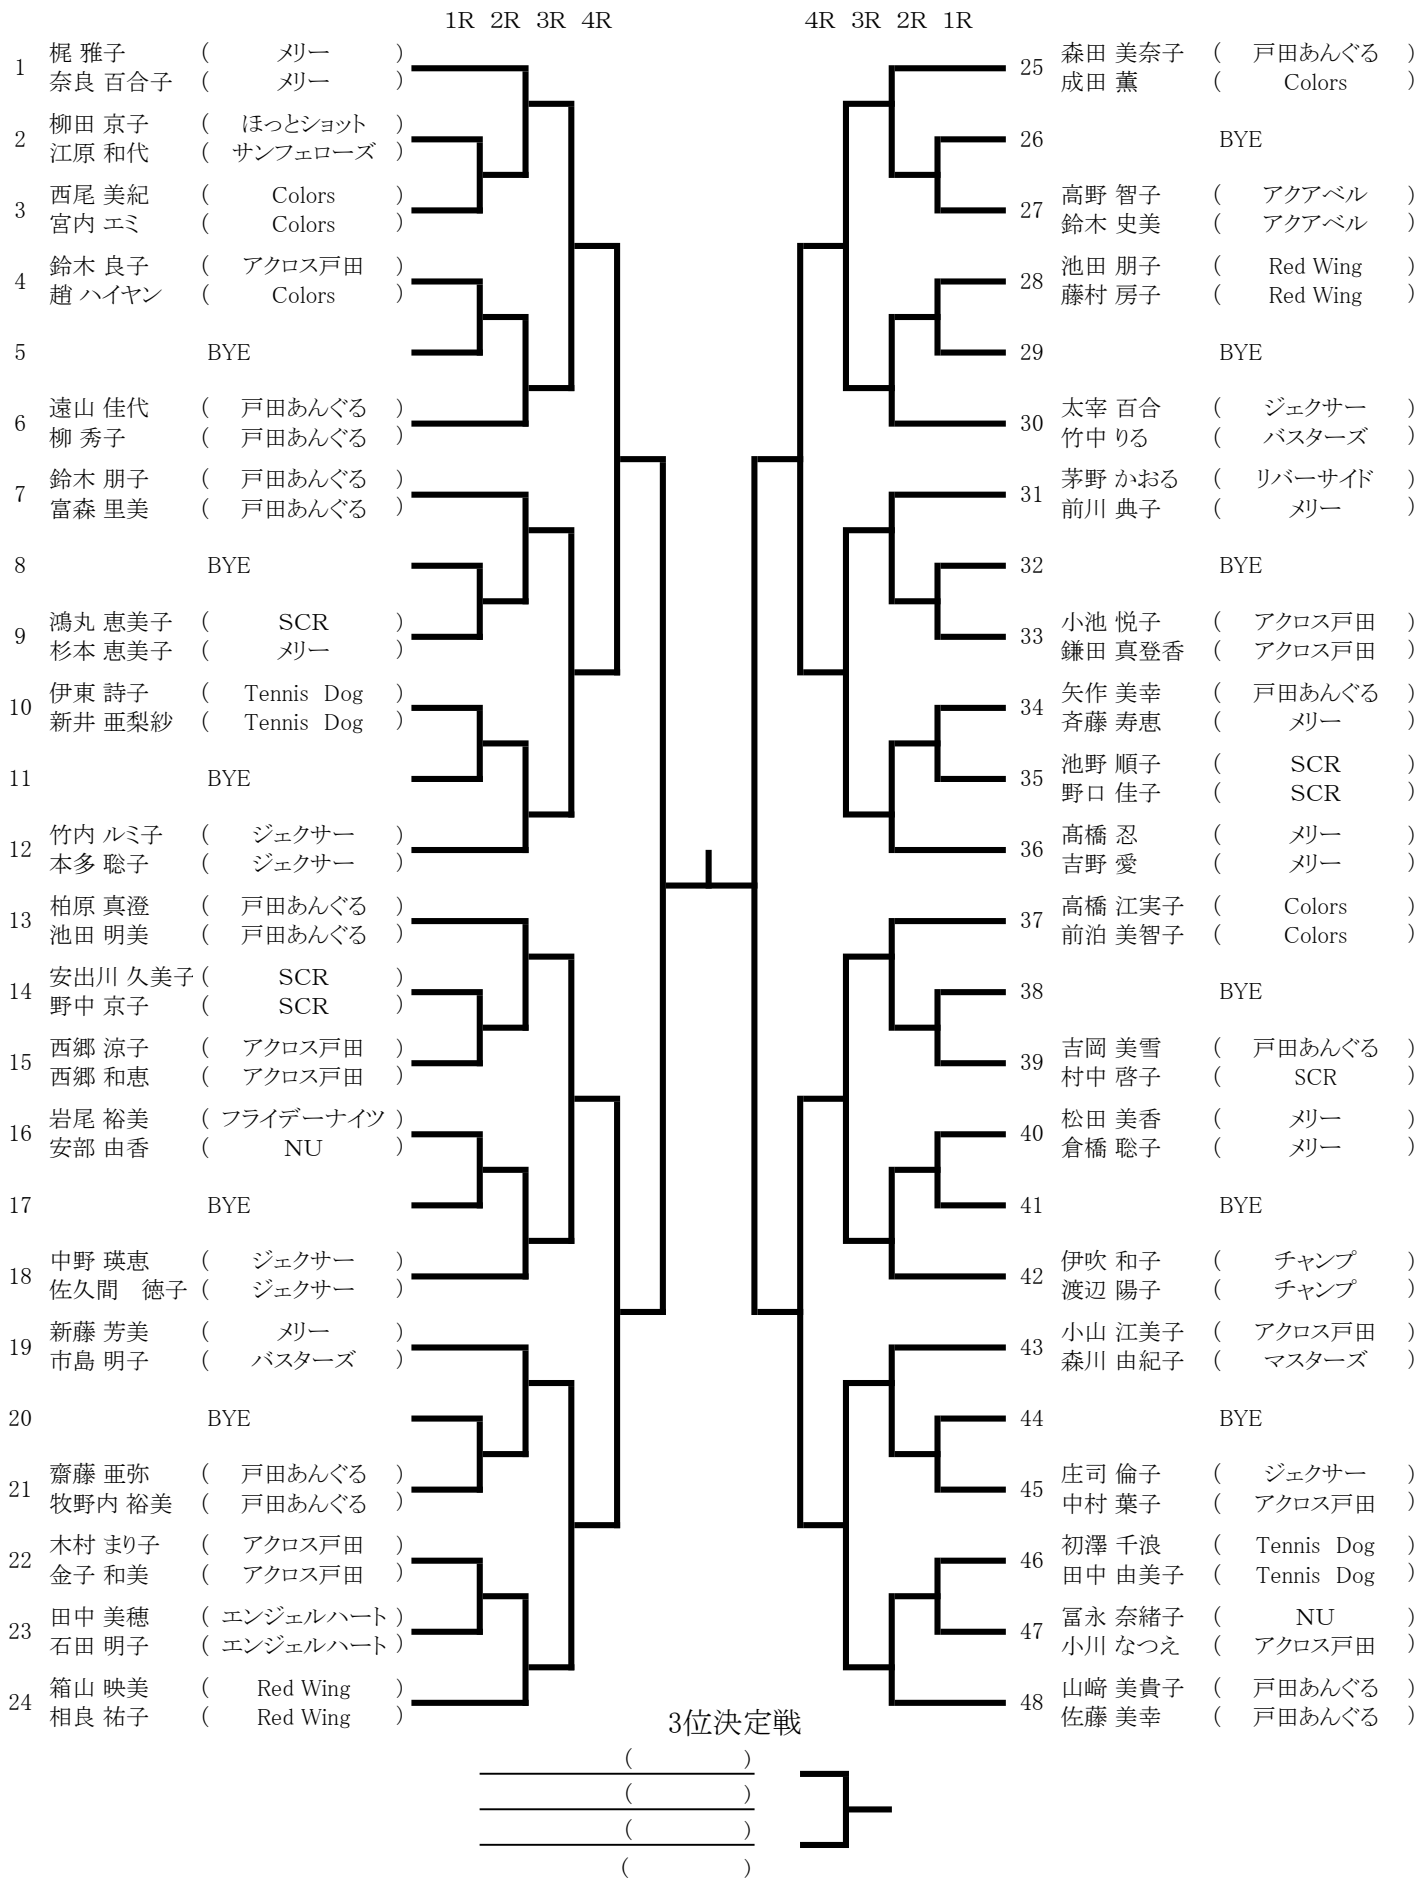 1R 2R 3R 4R
1 梶 雅子 ( メリー )
奈良 百合子 ( メリー )
2 柳田 京子 ( ほっとショット )
江原 和代 ( サンフェローズ )
3 西尾 美紀 ( Colors )
宮内 エミ ( Colors )
4 鈴木 良子 ( アクロス戸田 )
趙 ハイヤン ( Colors )
5 BYE
6 遠山 佳代 ( 戸田あんぐる )
柳 秀子 ( 戸田あんぐる )
7 鈴木 朋子 ( 戸田あんぐる )
富森 里美 ( 戸田あんぐる )
8 BYE
9 鴻丸 恵美子 ( SCR )
杉本 恵美子 ( メリー )
10 伊東 詩子 ( Tennis Dog )
新井 亜梨紗 ( Tennis Dog )
11 BYE
12 竹内 ルミ子 ( ジェクサー )
本多 聡子 ( ジェクサー )
13 柏原 真澄 ( 戸田あんぐる )
池田 明美 ( 戸田あんぐる )
14 安出川 久美子 ( SCR )
野中 京子 ( SCR )
15 西郷 涼子 ( アクロス戸田 )
西郷 和恵 ( アクロス戸田 )
16 岩尾 裕美 ( フライデーナイツ )
安部 由香 ( NU )
17 BYE
18 中野 瑛恵 ( ジェクサー )
佐久間 徳子 ( ジェクサー )
19 新藤 芳美 ( メリー )
市島 明子 ( バスターズ )
20 BYE
21 齋藤 亜弥 ( 戸田あんぐる )
牧野内 裕美 ( 戸田あんぐる )
22 木村 まり子 ( アクロス戸田 )
金子 和美 ( アクロス戸田 )
23 田中 美穂 ( エンジェルハート )
石田 明子 ( エンジェルハート )
24 箱山 映美 ( Red Wing )
相良 祐子 ( Red Wing )
4R 3R 2R 1R
25 森田 美奈子 ( 戸田あんぐる )
成田 薫 ( Colors )
26 BYE
27 高野 智子 ( アクアベル )
鈴木 史美 ( アクアベル )
28 池田 朋子 ( Red Wing )
藤村 房子 ( Red Wing )
29 BYE
30 太宰 百合 ( ジェクサー )
竹中 りる ( バスターズ )
31 茅野 かおる ( リバーサイド )
前川 典子 ( メリー )
32 BYE
33 小池 悦子 ( アクロス戸田 )
鎌田 真登香 ( アクロス戸田 )
34 矢作 美幸 ( 戸田あんぐる )
斉藤 寿恵 ( メリー )
35 池野 順子 ( SCR )
野口 佳子 ( SCR )
36 髙橋 忍 ( メリー )
吉野 愛 ( メリー )
37 高橋 江実子 ( Colors )
前泊 美智子 ( Colors )
38 BYE
39 吉岡 美雪 ( 戸田あんぐる )
村中 啓子 ( SCR )
40 松田 美香 ( メリー )
倉橋 聡子 ( メリー )
41 BYE
42 伊吹 和子 ( チャンプ )
渡辺 陽子 ( チャンプ )
43 小山 江美子 ( アクロス戸田 )
森川 由紀子 ( マスターズ )
44 BYE
45 庄司 倫子 ( ジェクサー )
中村 葉子 ( アクロス戸田 )
46 初澤 千浪 ( Tennis Dog )
田中 由美子 ( Tennis Dog )
47 冨永 奈緒子 ( NU )
小川 なつえ ( アクロス戸田 )
48 山﨑 美貴子 ( 戸田あんぐる )
佐藤 美幸 ( 戸田あんぐる )
3位決定戦
( )
( )
( )
( )